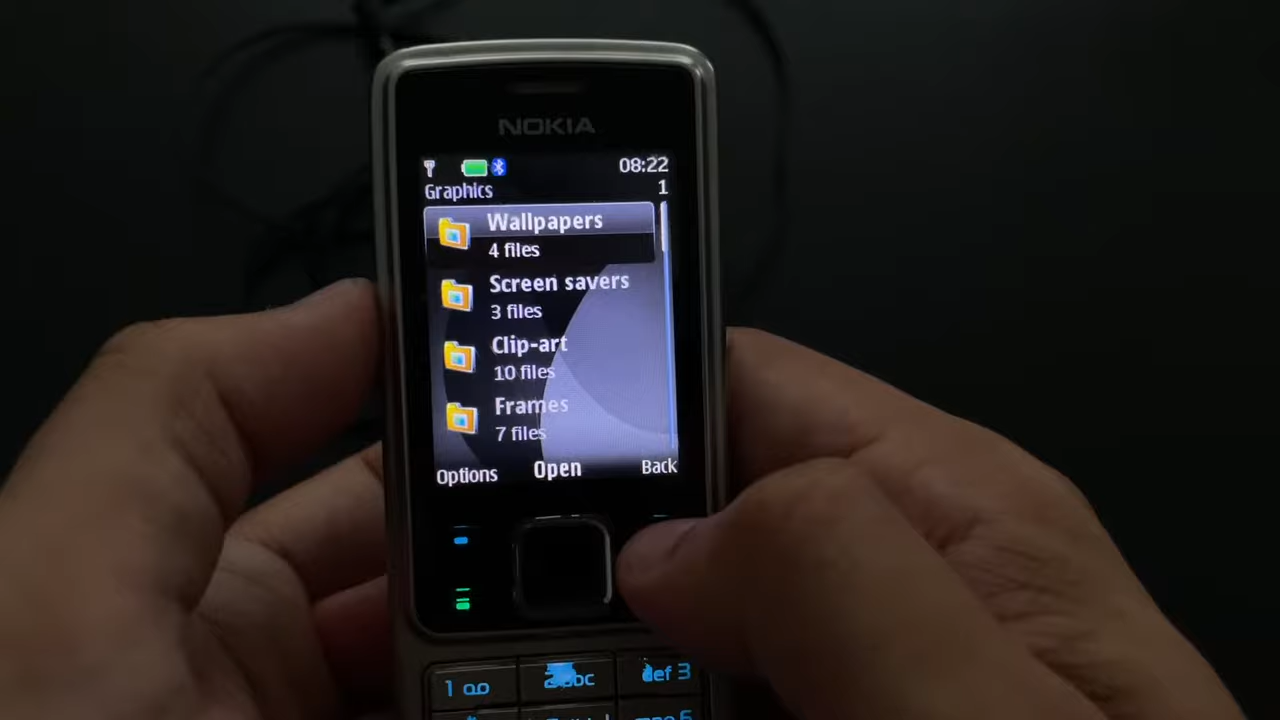 NOKIA
08:22
Graphics 1
Wallpapers
4 files
Screen savers
3 files
Clip-art
10 files
Frames
7 files
Options Open Back
1 def 3